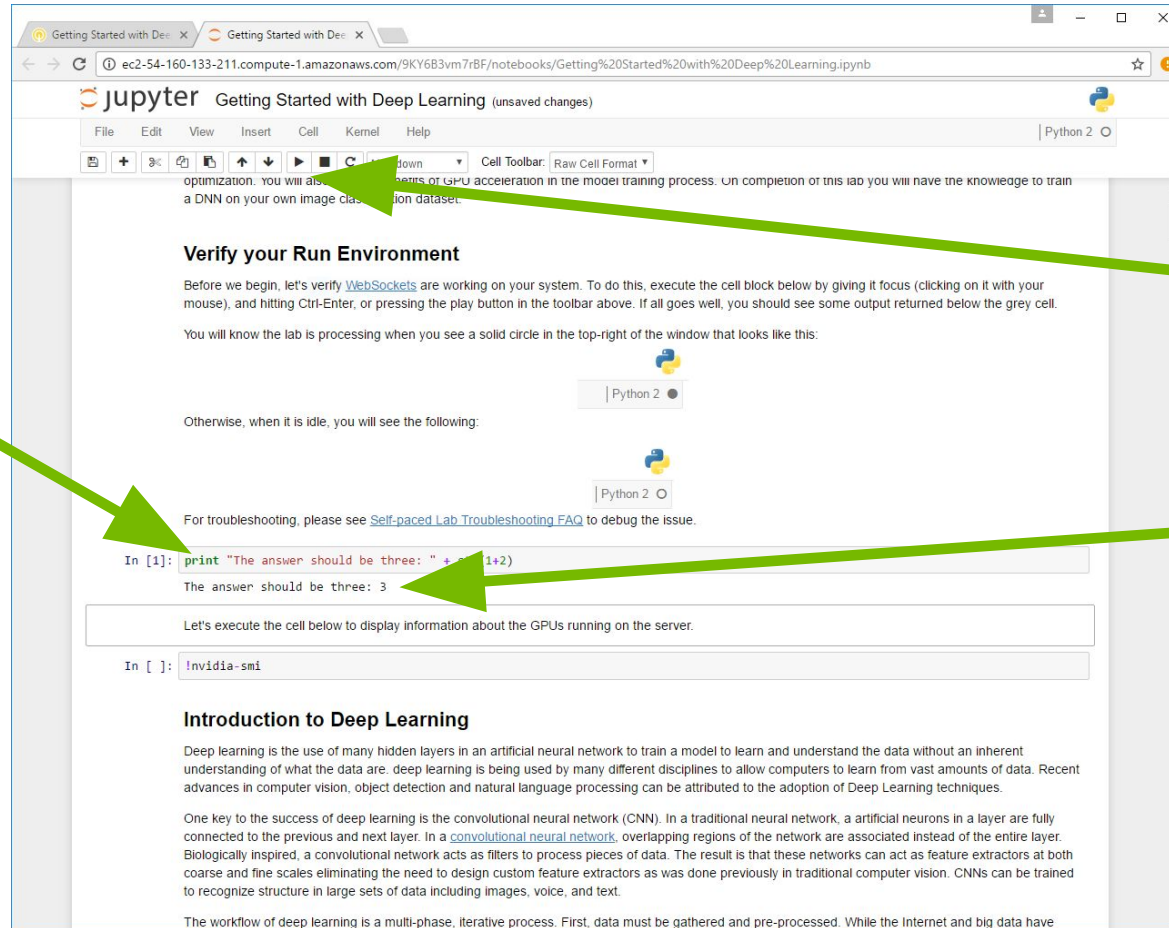 Getting Started with Dee
Getting Started with Dee
ec2-54-160-133-211.compute-1.amazonaws.com/9KY6B3vm7rBF/notebooks/Getting%20Started%20with%20Deep%20Learning.ipynb
jupyter Getting Started with Deep Learning (unsaved changes)
File Edit View Insert Cell Kernel Help Python 2
Cell Toolbar: Raw Cell Format
optimization. You will of GPU acceleration in the model training process. On completion of this lab you will have the knowledge to train
a DNN on your own image dataset.
Verify your Run Environment
Before we begin, let's verify WebSockets are working on your system. To do this, execute the cell block below by giving it focus (clicking on it with your
mouse), and hitting Ctrl-Enter, or pressing the play button in the toolbar above. If all goes well, you should see some output returned below the grey cell.
You will know the lab is processing when you see a solid circle in the top-right of the window that looks like this:
Python 2
Otherwise, when it is idle, you will see the following:
Python 2
For troubleshooting, please see Self-paced Lab Troubleshooting FAQ to debug the issue.
In [1]: print "The answer should be three: " + 1+2)
The answer should be three: 3
Let's execute the cell below to display information about the GPUs running on the server.
In [ ]: !nvidia-smi
Introduction to Deep Learning
Deep learning is the use of many hidden layers in an artificial neural network to train a model to learn and understand the data without an inherent
understanding of what the data are. deep learning is being used by many different disciplines to allow computers to learn from vast amounts of data. Recent
advances in computer vision, object detection and natural language processing can be attributed to the adoption of Deep Learning techniques.
One key to the success of deep learning is the convolutional neural network (CNN). In a traditional neural network, a artificial neurons in a layer are fully
connected to the previous and next layer. In a convolutional neural network, overlapping regions of the network are associated instead of the entire layer.
Biologically inspired, a convolutional network acts as filters to process pieces of data. The result is that these networks can act as feature extractors at both
coarse and fine scales eliminating the need to design custom feature extractors as was done previously in traditional computer vision. CNNs can be trained
to recognize structure in large sets of data including images, voice, and text.
The workflow of deep learning is a multi-phase, iterative process. First, data must be gathered and pre-processed. While the Internet and big data have